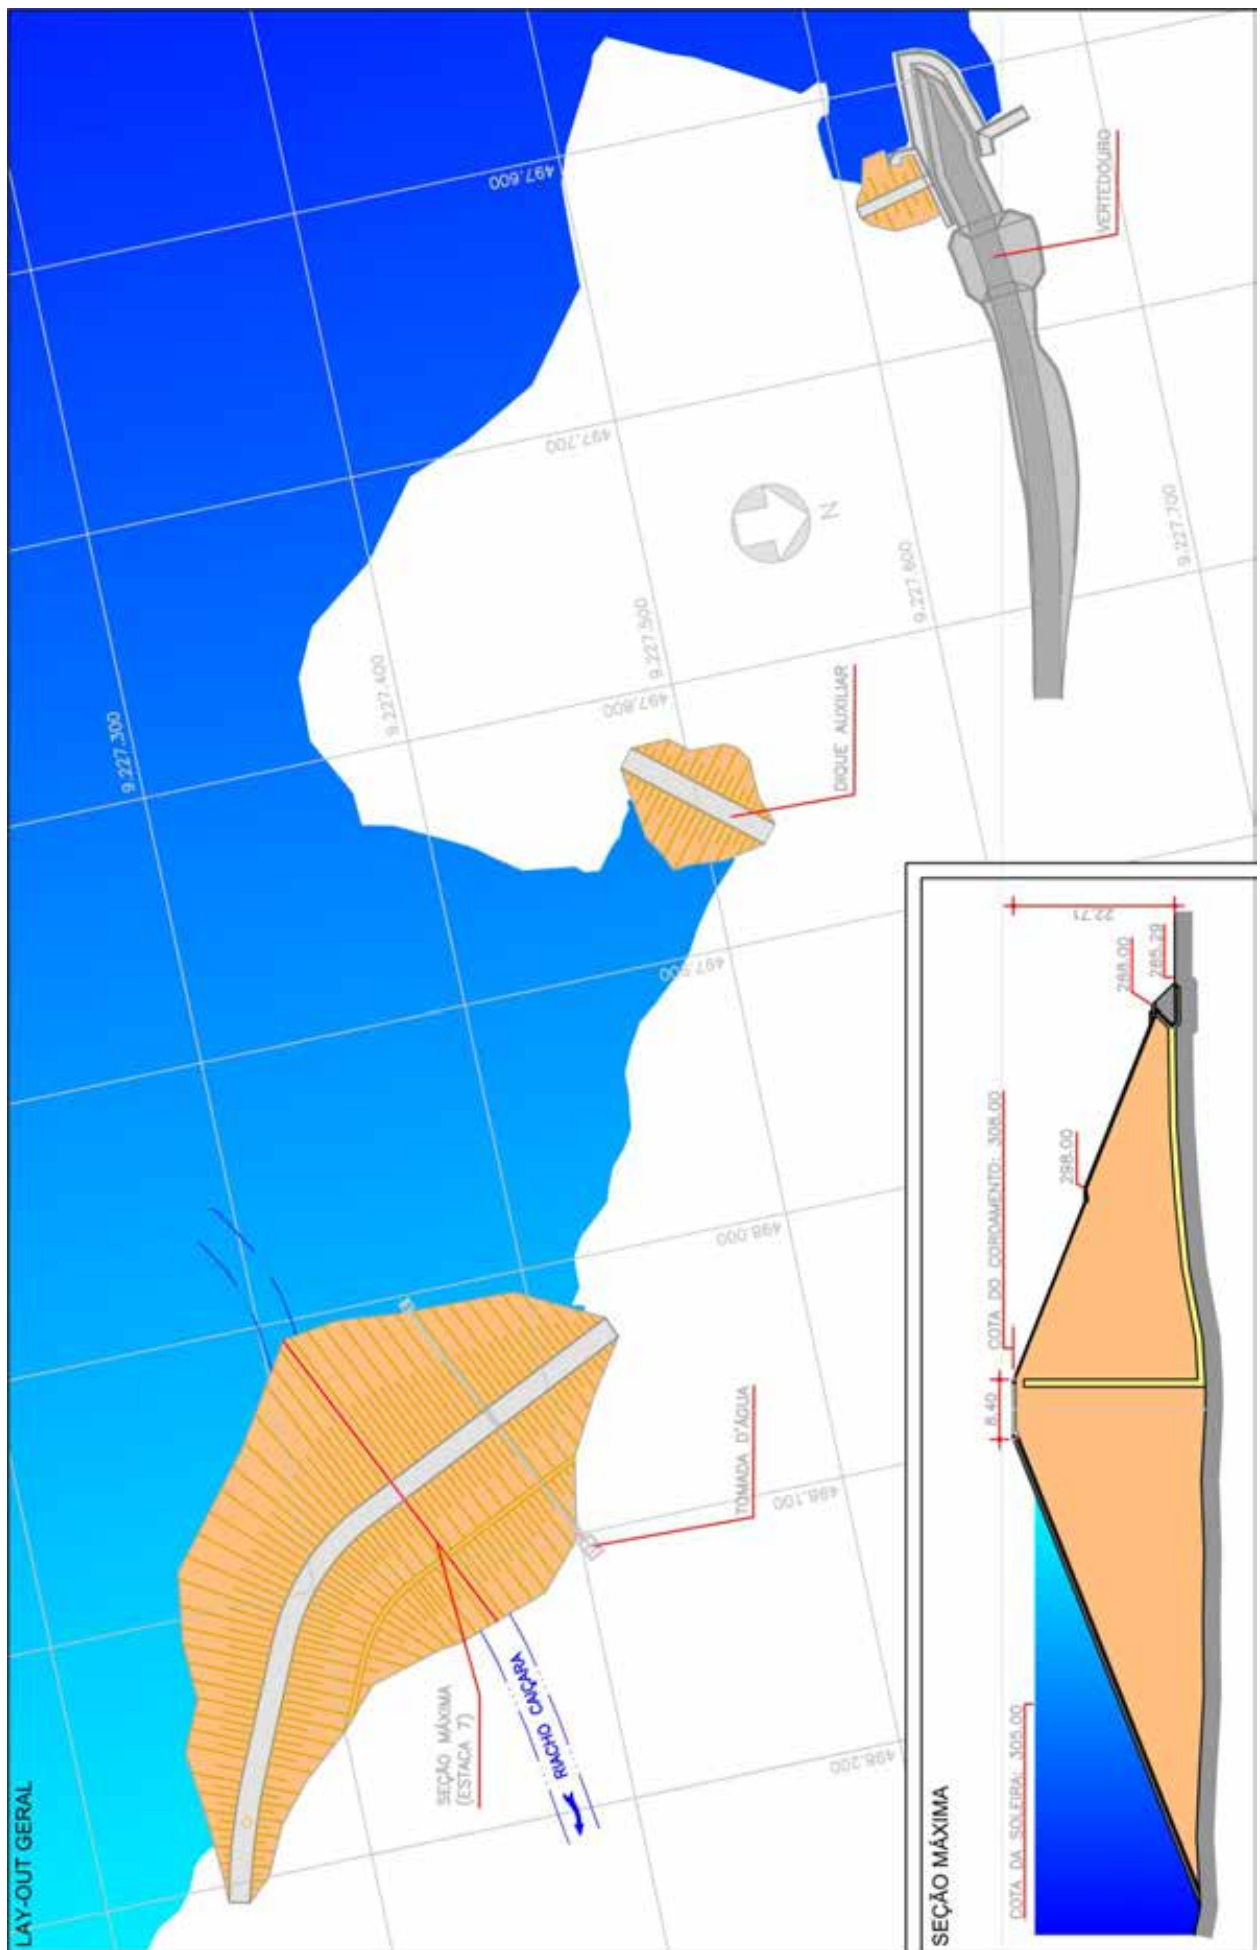 LAY-OUT GERAL
497.600
497.700
497.800
497.900
498.000
498.100
498.200
9.227.300
9.227.400
9.227.500
9.227.600
9.227.700
N
VERTEDOURO
DIQUE AUXILIAR
TOMADA D'ÁGUA
SEÇÃO MÁXIMA
(ESTACA 7)
RIACHO CAIÇARA
SEÇÃO MÁXIMA
COTA DA SOLEIRA: 305.00
8.40
COTA DO COROAMENTO: 308.00
298.00
288.00
285.29
22.71